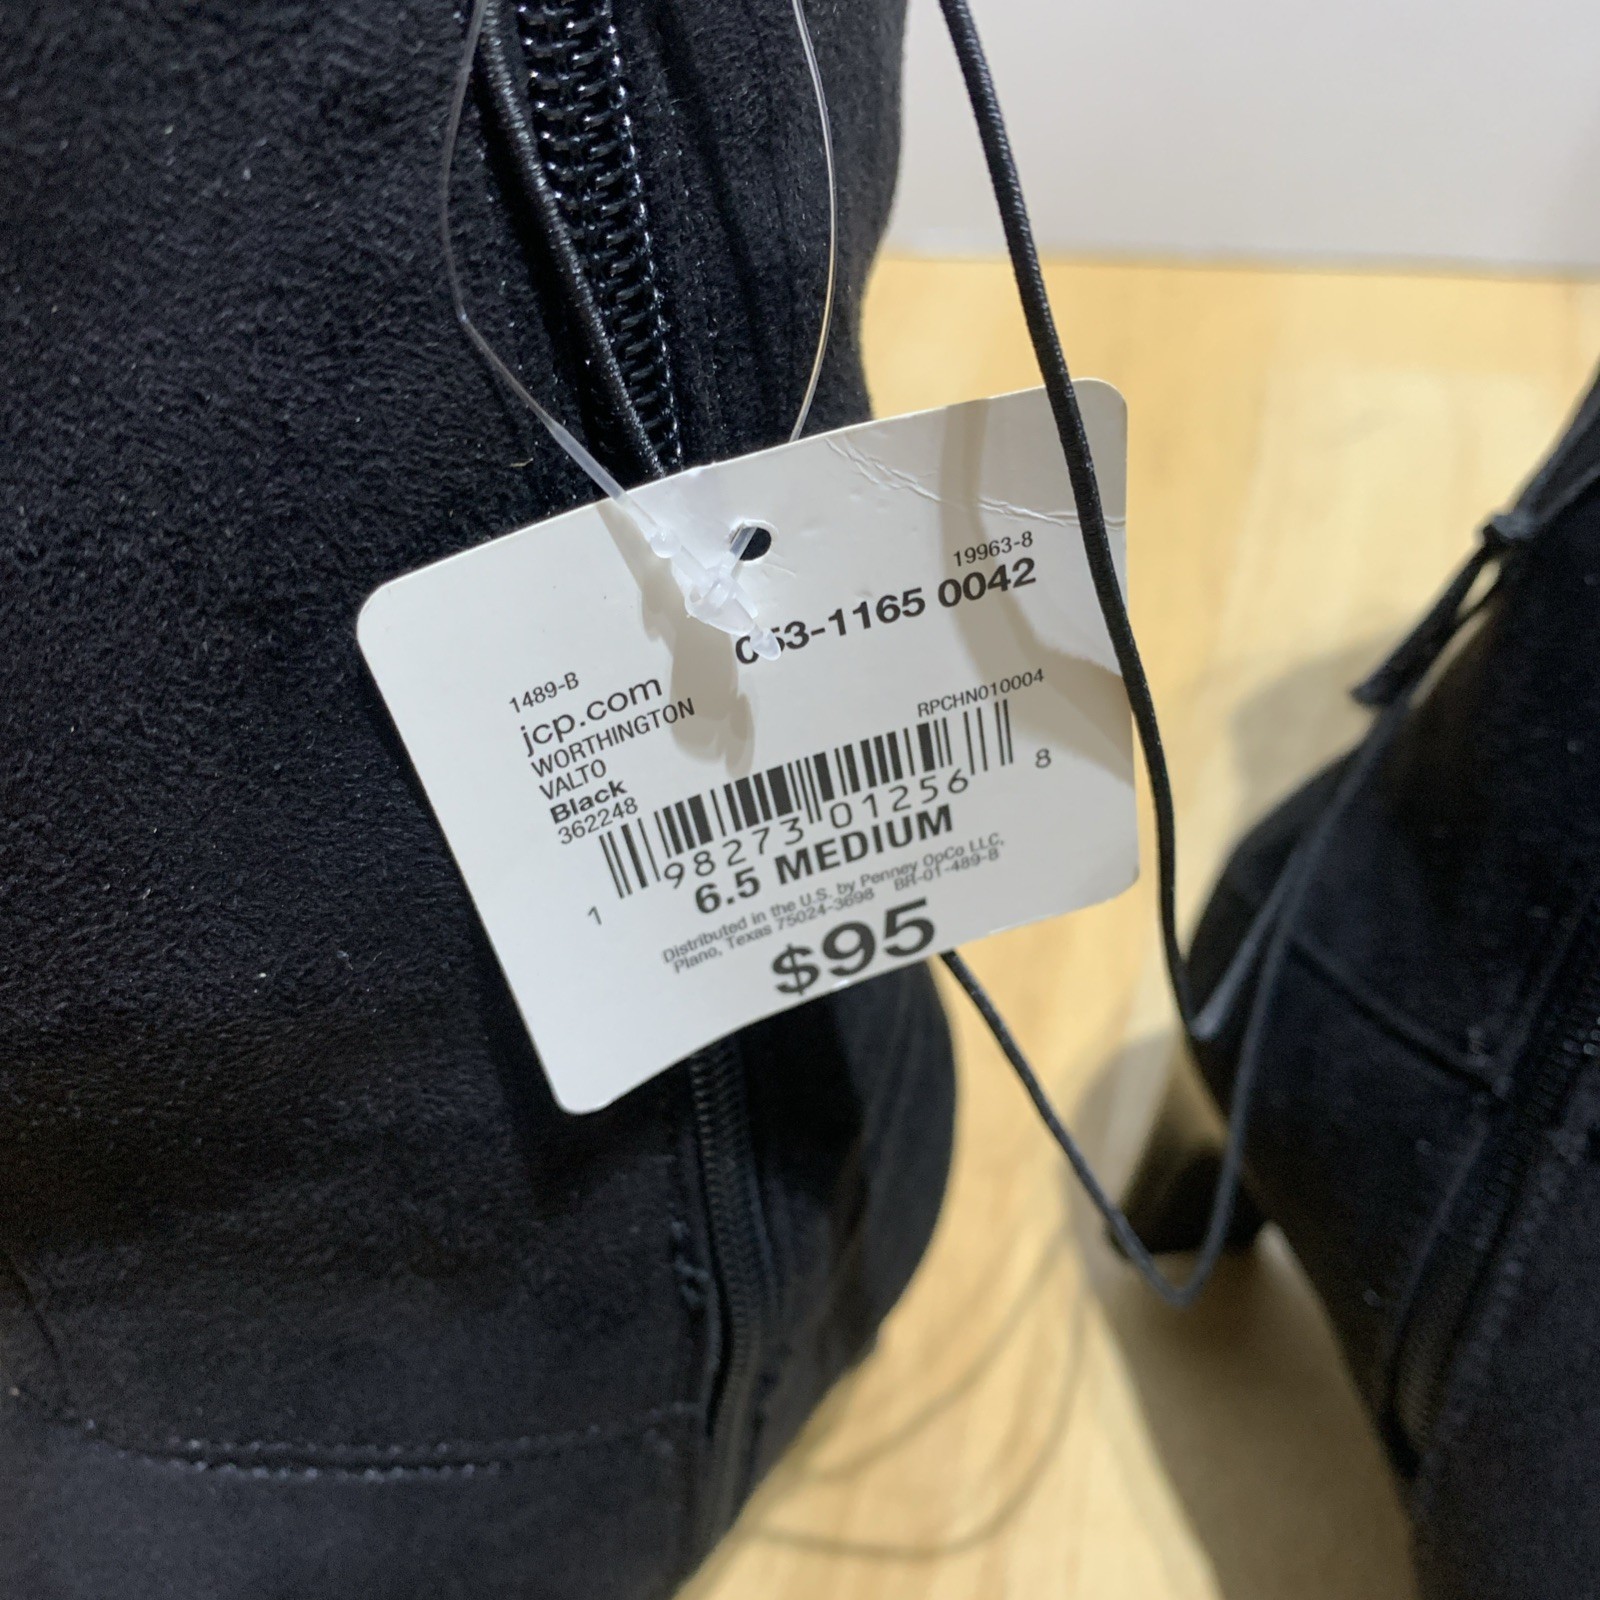 19963-8
053-1165 0042
1489-B
jcp.com
WORTHINGTON
VALTO
Black
362248
RPCHN010004
1 98273 01256 8
6.5 MEDIUM
Distributed in the U.S. by Penney OpCo LLC,
Plano, Texas 75024-3698 BR-01-489-B
$95